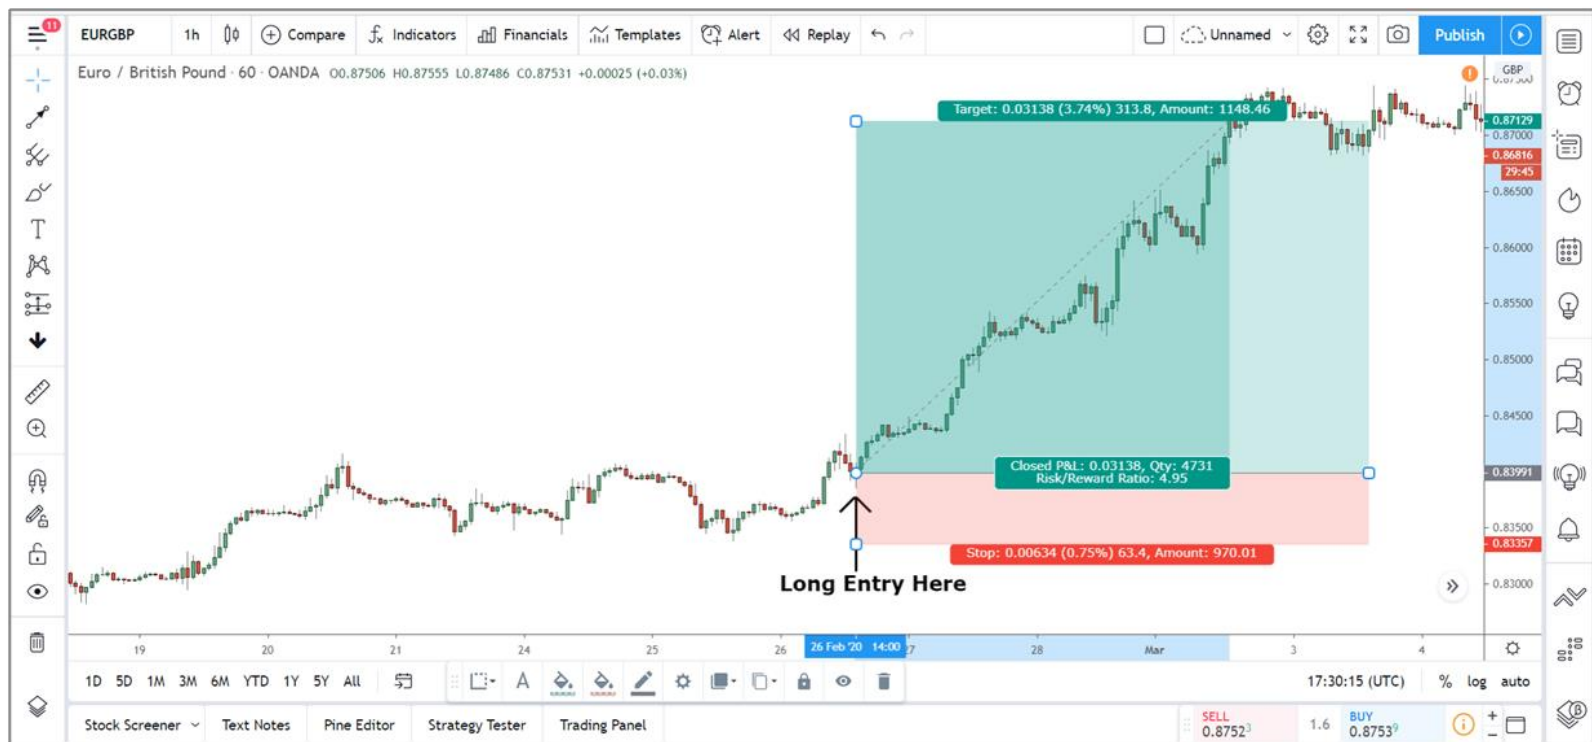 11
EURGBP 1h Compare Indicators Financials Templates Alert Replay Unnamed Publish
Euro / British Pound · 60 · OANDA O0.87506 H0.87555 L0.87486 C0.87531 +0.00025 (+0.03%)
GBP
0.87500
Target: 0.03138 (3.74%) 313.8, Amount: 1148.46
0.87129
0.87000
0.86816
29:45
0.86500
0.86000
0.85500
0.85000
0.84500
Closed P&L: 0.03138, Qty: 4731
Risk/Reward Ratio: 4.95
0.83991
0.83500
0.83357
Stop: 0.00634 (0.75%) 63.4, Amount: 970.01
Long Entry Here
0.83000
19 20 21 24 25 26 26 Feb '20 14:00 27 28 Mar 3 4
1D 5D 1M 3M 6M YTD 1Y 5Y All A 17:30:15 (UTC) % log auto
Stock Screener Text Notes Pine Editor Strategy Tester Trading Panel
SELL
0.87523
1.6
BUY
0.87539